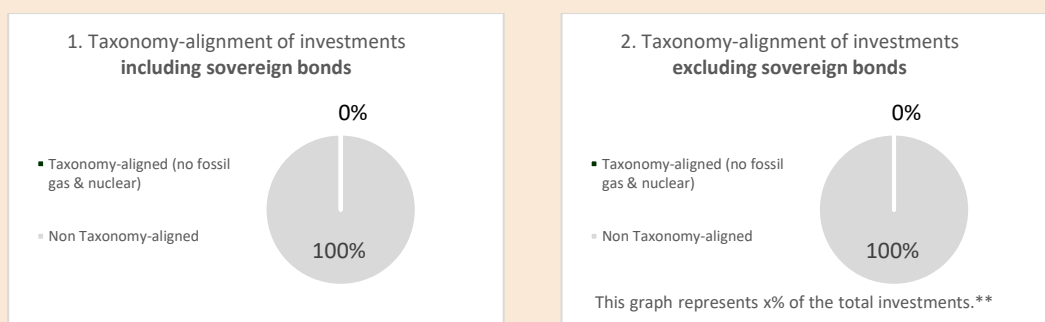 1. Taxonomy-alignment of investments
including sovereign bonds
0%
Taxonomy-aligned (no fossil
gas & nuclear)
Non Taxonomy-aligned
100%
2. Taxonomy-alignment of investments
excluding sovereign bonds
0%
Taxonomy-aligned (no fossil
gas & nuclear)
Non Taxonomy-aligned
100%
This graph represents x% of the total investments.**